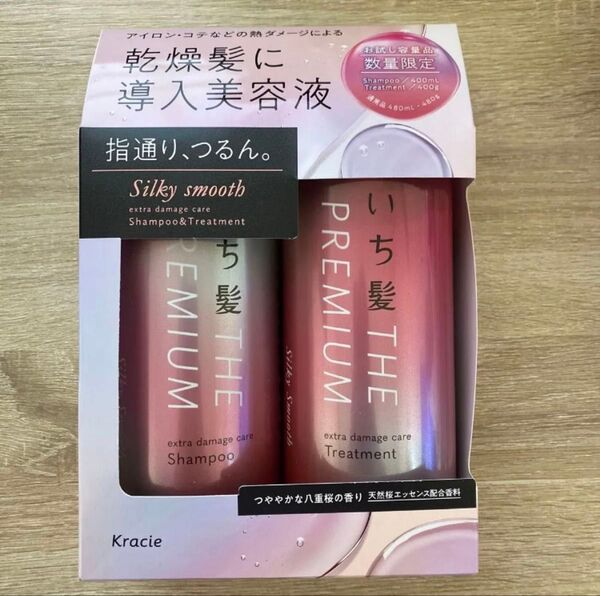 アイロン・コテなどの熱ダメージによる
乾燥髪に
導入美容液
お試し容量品
数量限定
Shampoo／400mL
Treatment／400g
通常品 480mL・480g
指通り、つるん。
Silky smooth
extra damage care
Shampoo&Treatment
ち髪 THE
PREMIUM
extra damage care
Shampoo
いち髪 THE
PREMIUM
Silky Smooth
extra damage care
Treatment
つややかな八重桜の香り 天然桜エッセンス配合香料
Kracie